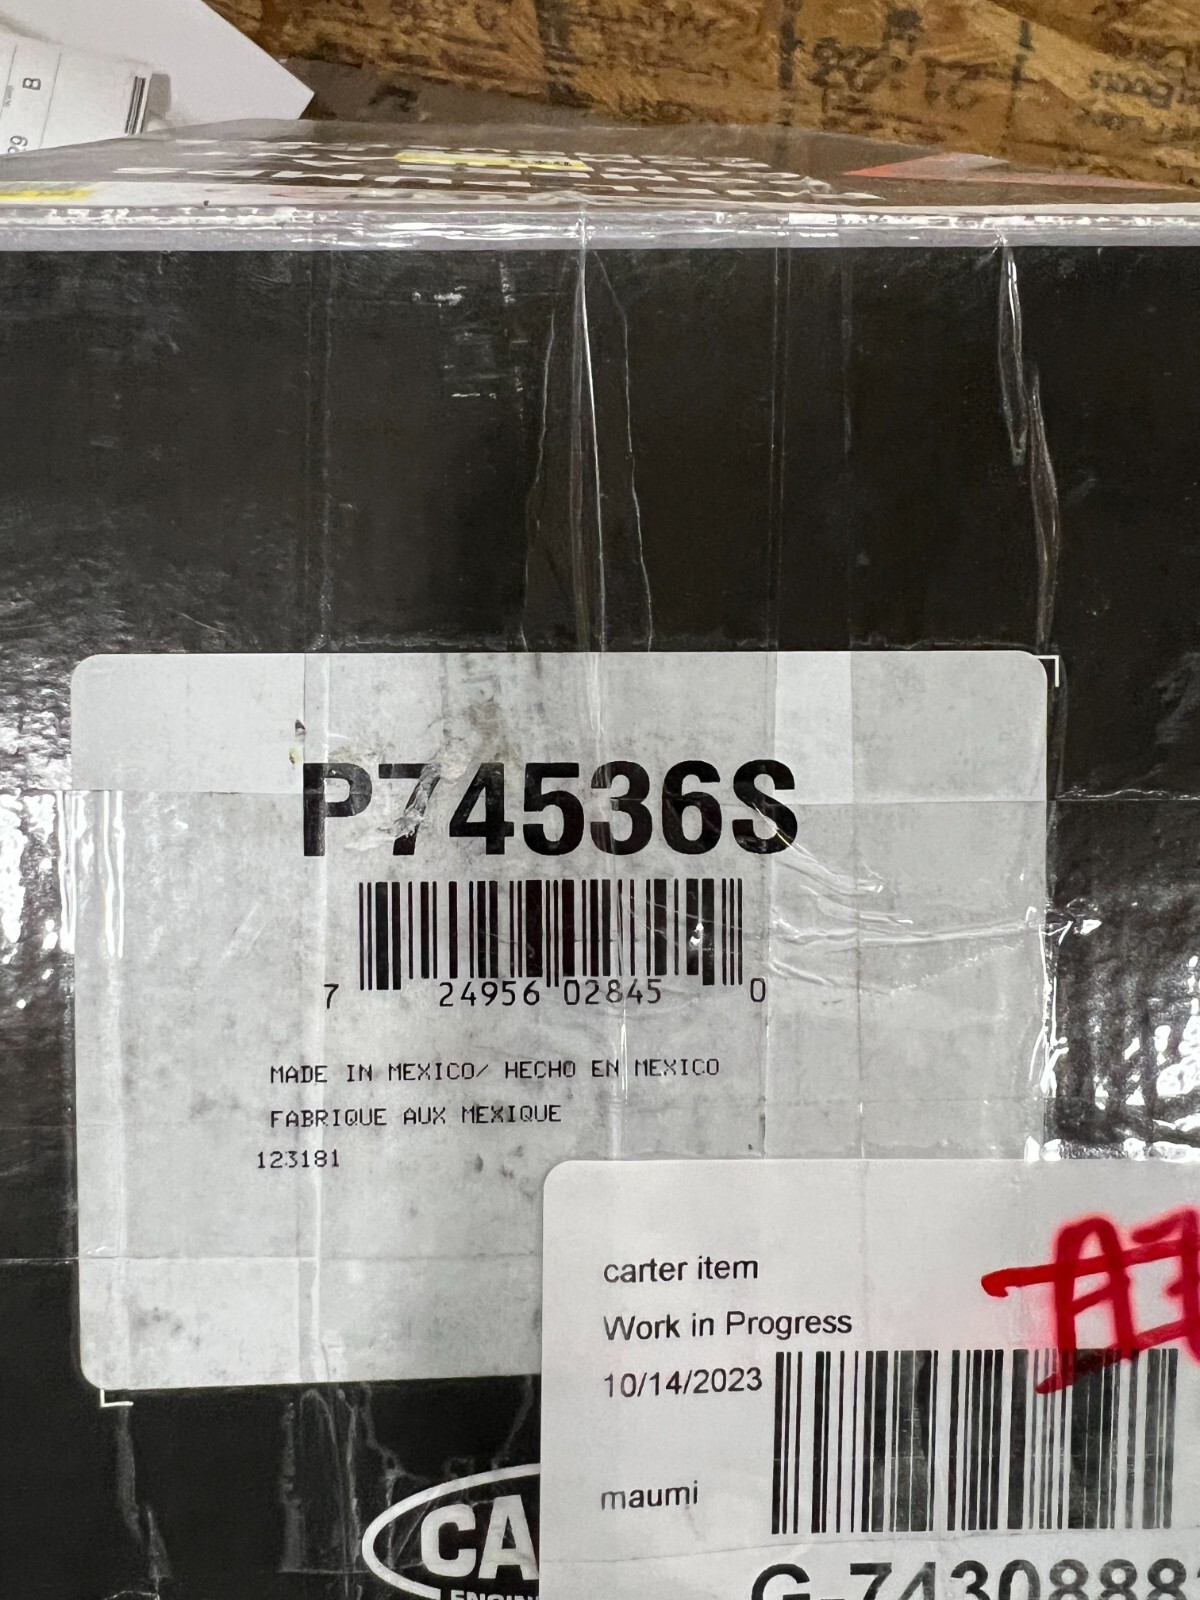 B
P74536S
7 24956 02845 0
MADE IN MEXICO/ HECHO EN MEXICO
FABRIQUE AUX MEXIQUE
123181
carter item
Work in Progress
10/14/2023
maumi
CA